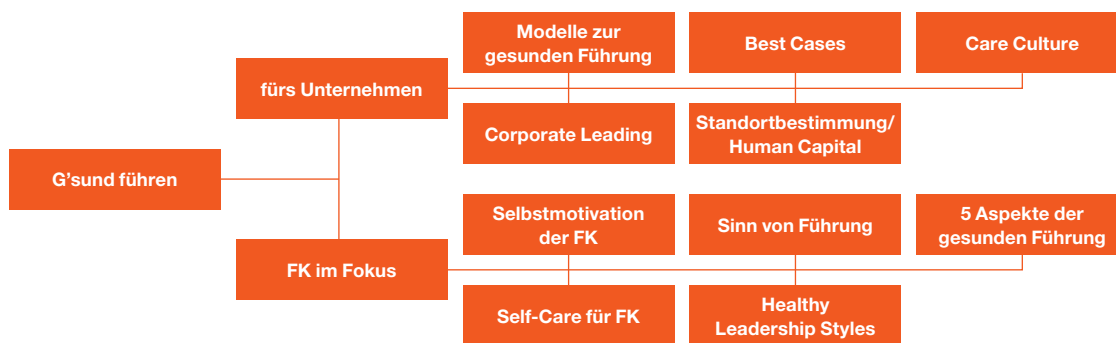 Modelle zur
gesunden Führung
Best Cases
Care Culture
fürs Unternehmen
Corporate Leading
Standortbestimmung/
Human Capital
G’sund führen
Selbstmotivation
der FK
Sinn von Führung
5 Aspekte der
gesunden Führung
FK im Fokus
Self-Care für FK
Healthy
Leadership Styles